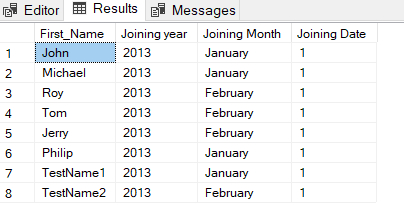 Editor Results Messages
First_Name Joining year Joining Month Joining Date
1 John 2013 January 1
2 Michael 2013 January 1
3 Roy 2013 February 1
4 Tom 2013 February 1
5 Jerry 2013 February 1
6 Philip 2013 January 1
7 TestName1 2013 January 1
8 TestName2 2013 February 1